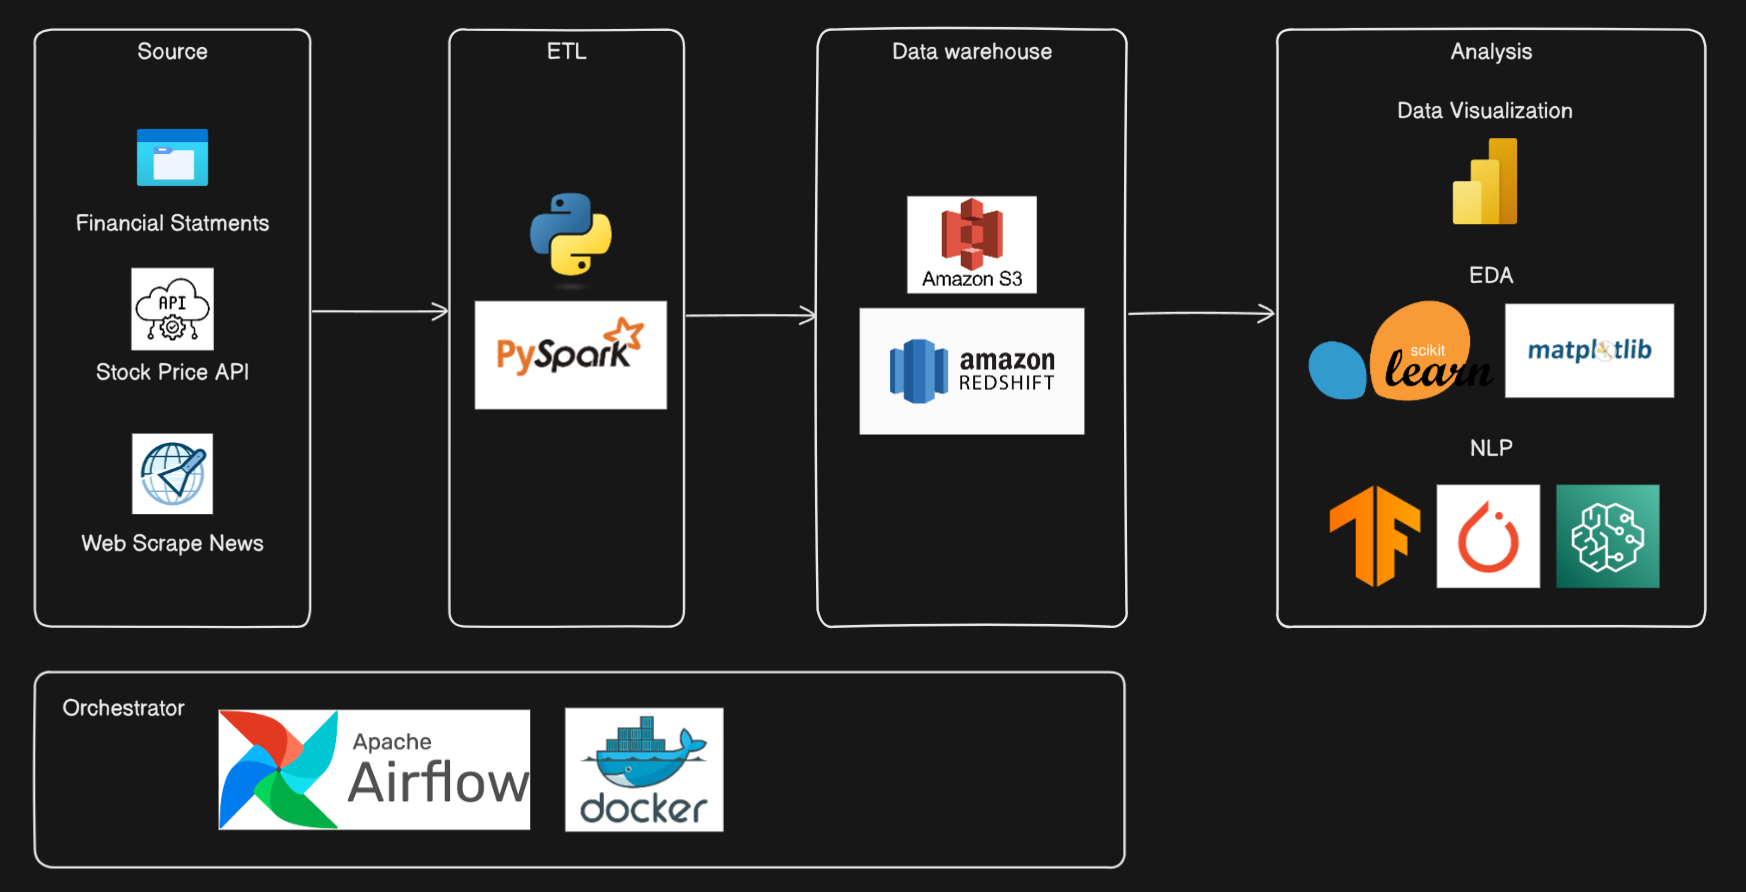 Source
Financial Statments
API
Stock Price API
Web Scrape News
ETL
PySpark
Data warehouse
Amazon S3
amazon
REDSHIFT
Analysis
Data Visualization
EDA
scikit
learn
matplotlib
NLP
Orchestrator
Apache
Airflow
docker